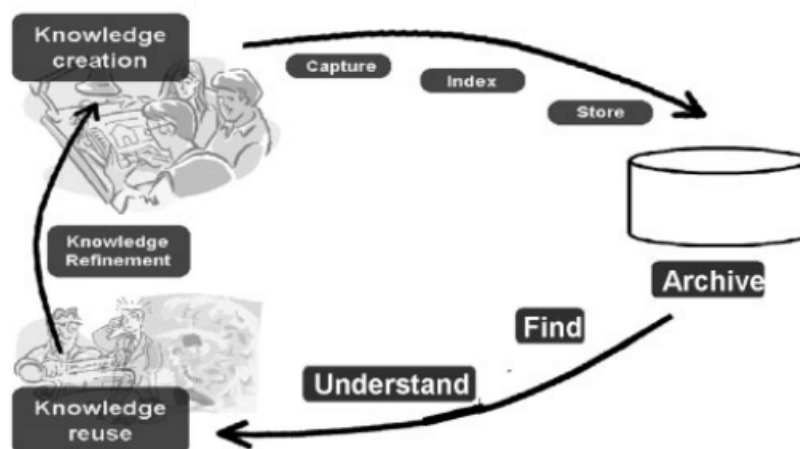 Knowledge
creation
Capture
Index
Store
Archive
Find
Understand
Knowledge
reuse
Knowledge
Refinement